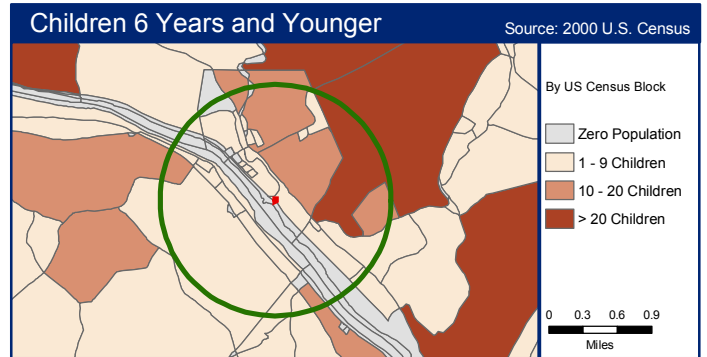 Children 6 Years and Younger
Source: 2000 U.S. Census
By US Census Block
Zero Population
1 - 9 Children
10 - 20 Children
> 20 Children
0 0.3 0.6 0.9
Miles